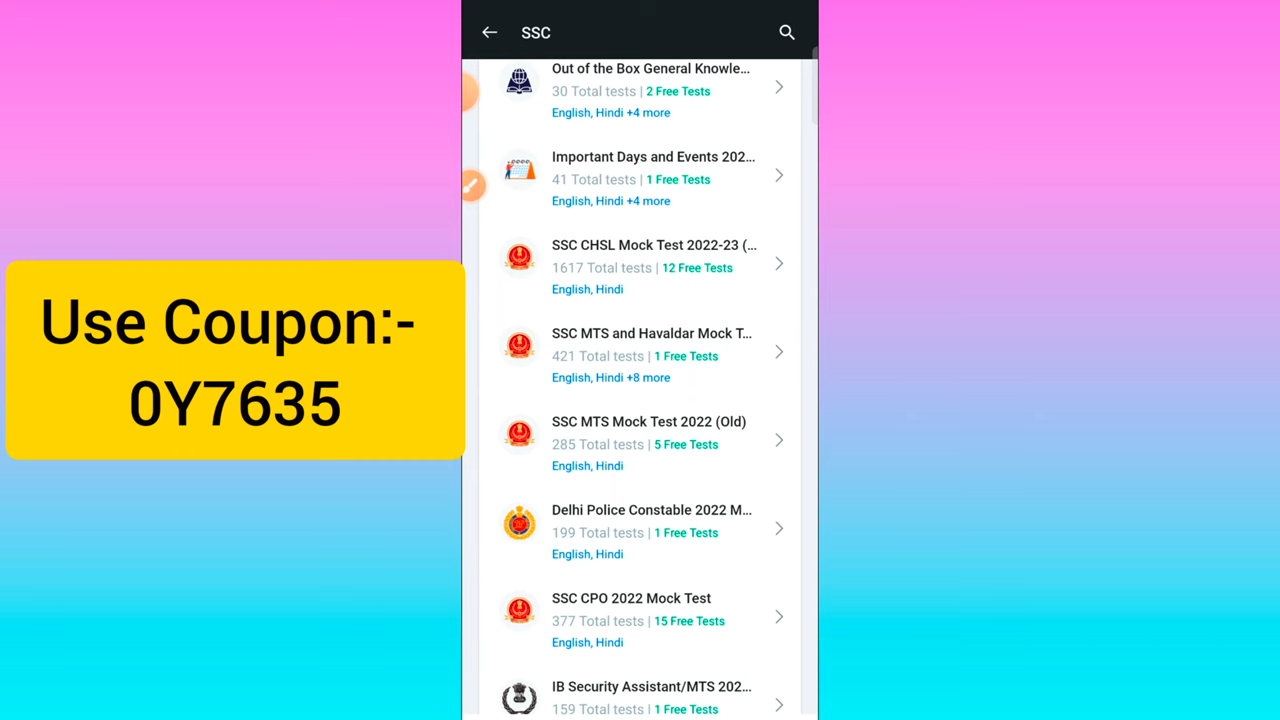 SSC
Out of the Box General Knowle...
30 Total tests | 2 Free Tests
English, Hindi +4 more
Important Days and Events 202...
41 Total tests | 1 Free Tests
English, Hindi +4 more
SSC CHSL Mock Test 2022-23 (...
1617 Total tests | 12 Free Tests
English, Hindi
SSC MTS and Havaldar Mock T...
421 Total tests | 1 Free Tests
English, Hindi +8 more
SSC MTS Mock Test 2022 (Old)
285 Total tests | 5 Free Tests
English, Hindi
Delhi Police Constable 2022 M...
199 Total tests | 1 Free Tests
English, Hindi
SSC CPO 2022 Mock Test
377 Total tests | 15 Free Tests
English, Hindi
IB Security Assistant/MTS 202...
159 Total tests | 1 Free Tests
Use Coupon:-
0Y7635